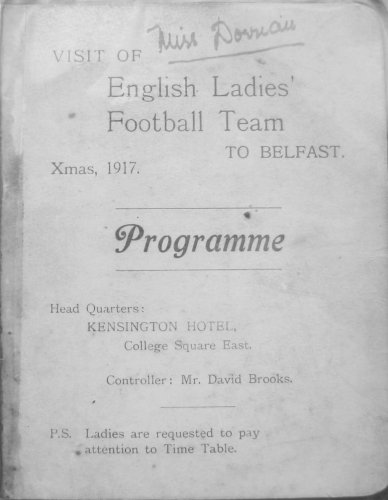 Miss Dorrian
VISIT OF
English Ladies'
Football Team
TO BELFAST.
Xmas, 1917.
Programme
Head Quarters:
KENSINGTON HOTEL,
College Square East.
Controller: Mr. David Brooks.
P.S. Ladies are requested to pay
attention to Time Table.